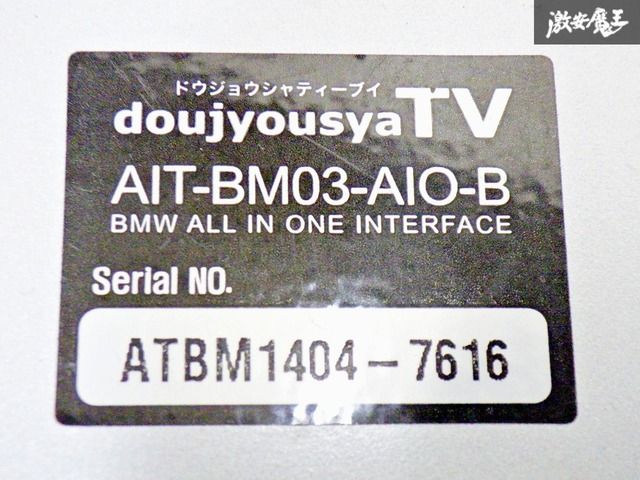 激安魔王
ドウジョウシャティーブイ
doujyousyaTV
AIT-BM03-AIO-B
BMW ALL IN ONE INTERFACE
Serial NO.
ATBM1404-7616